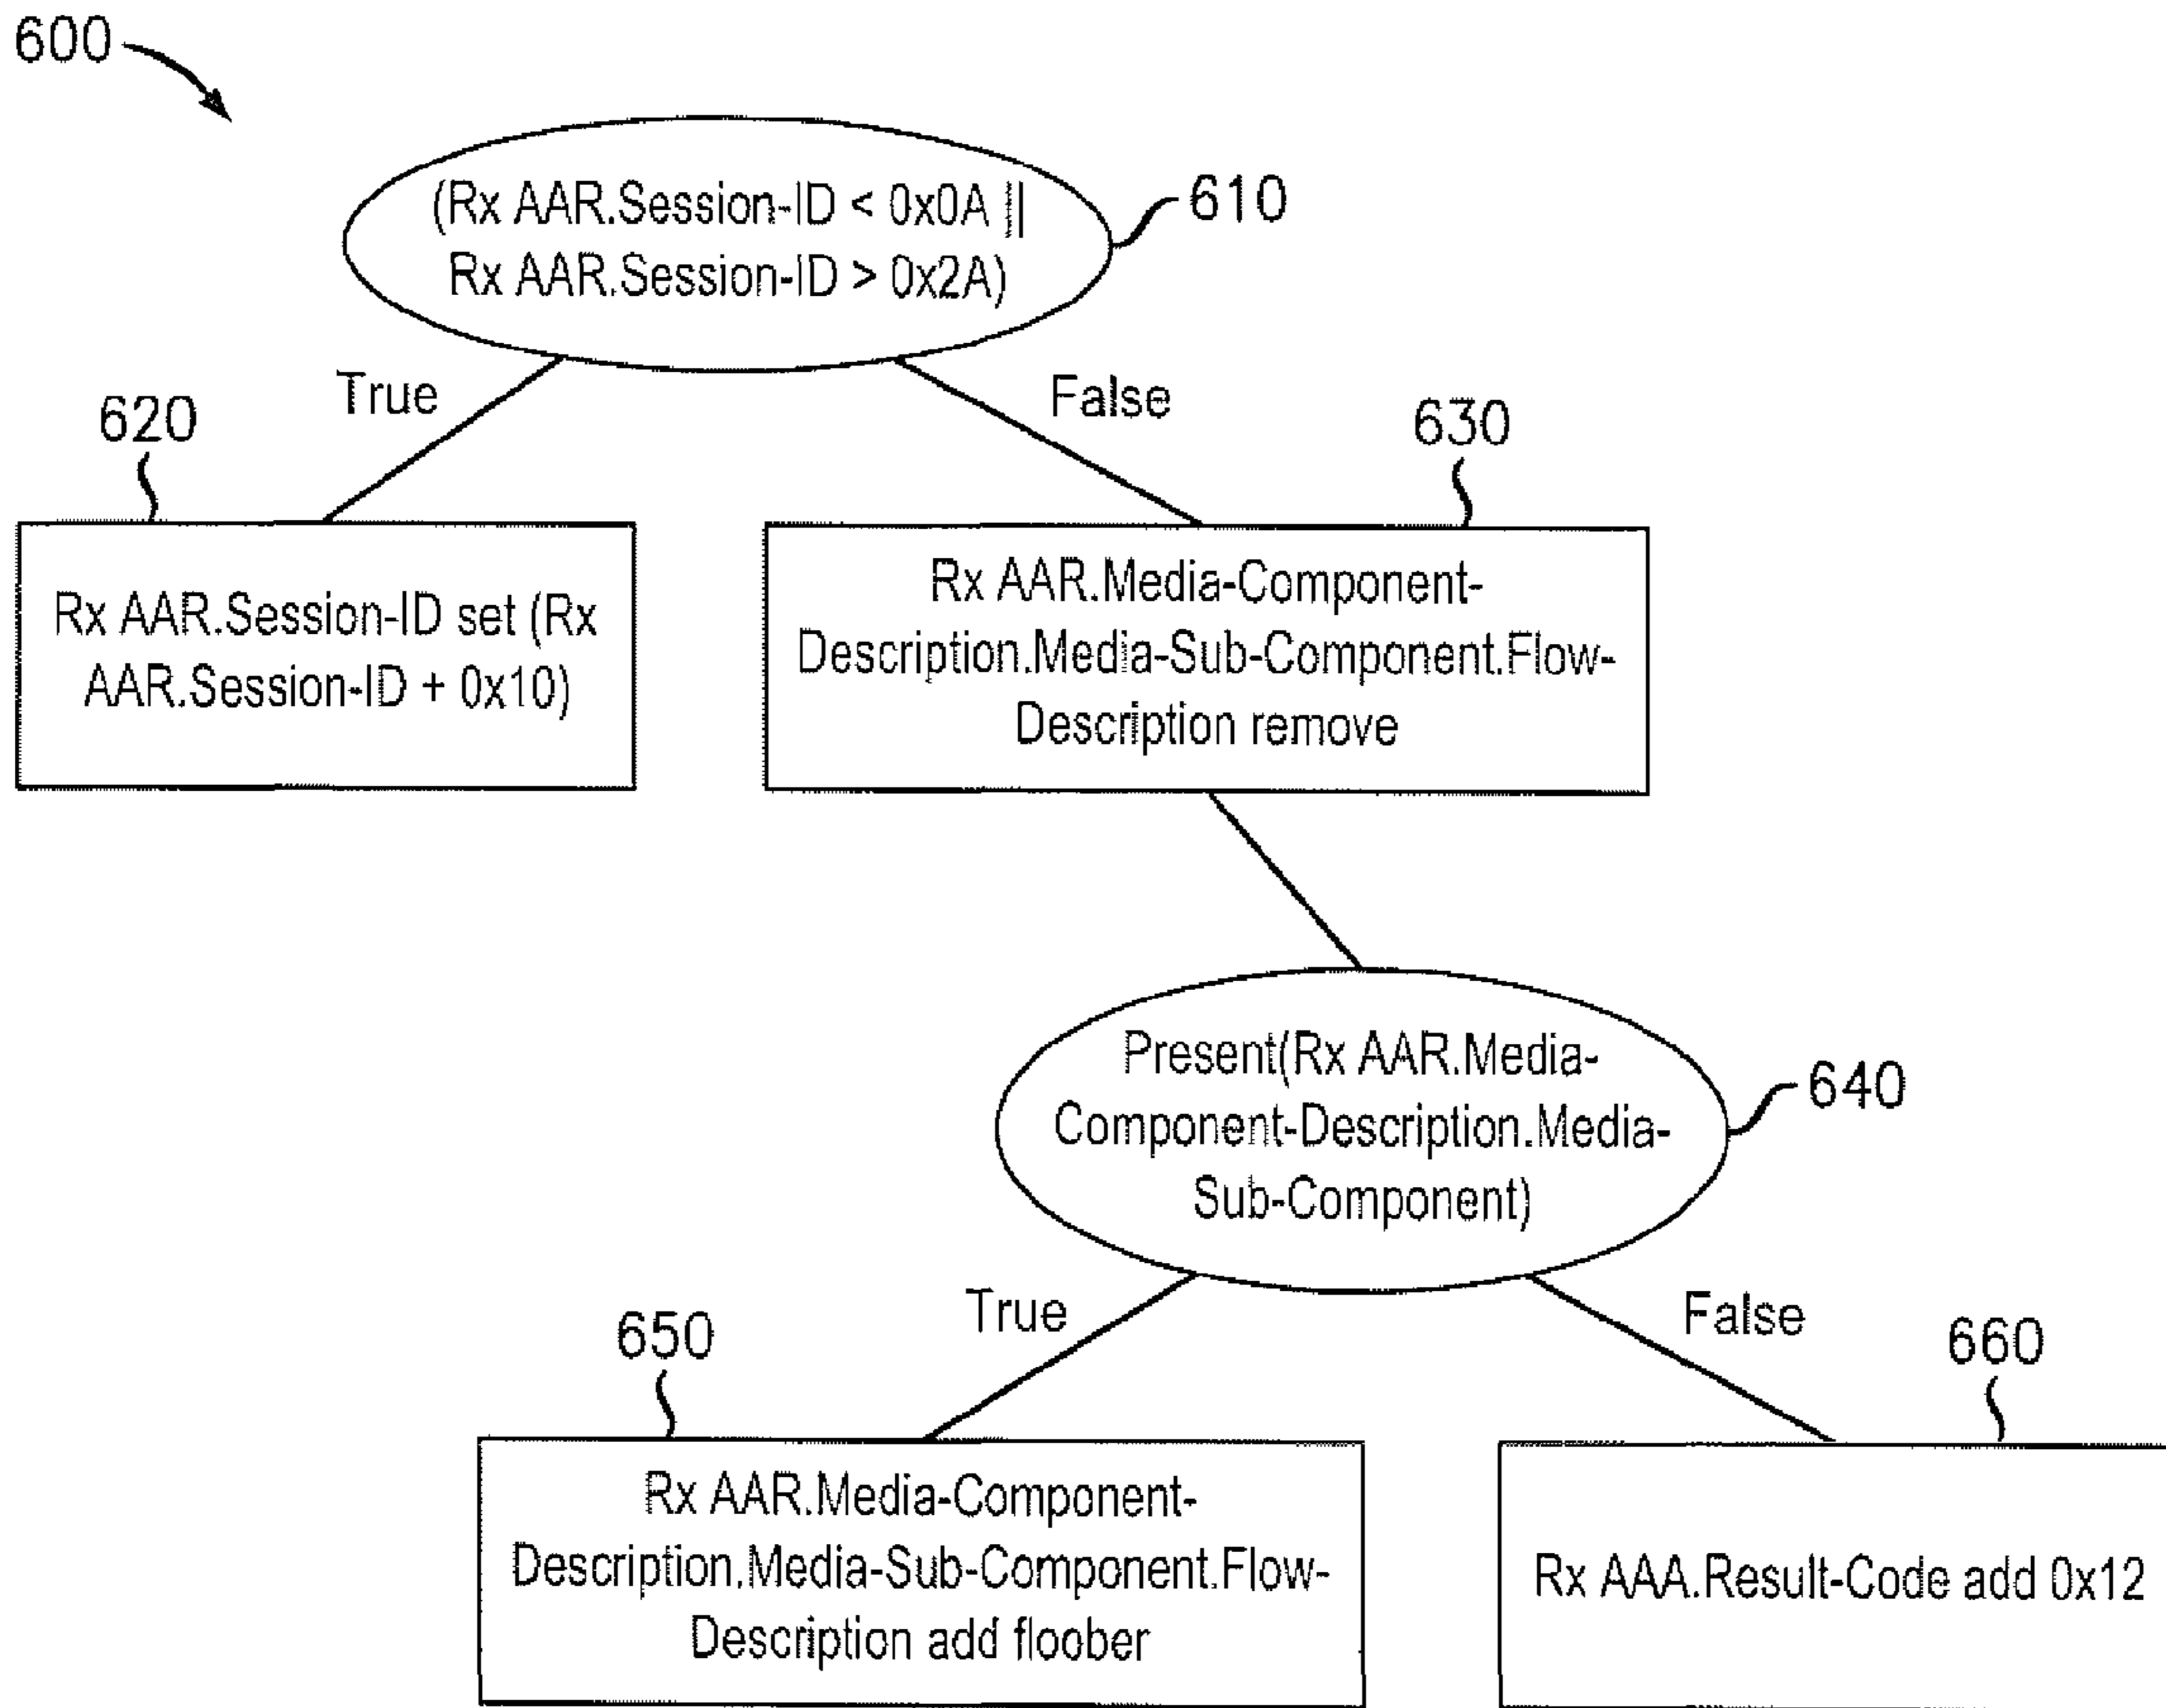 600
(Rx AAR.Session-ID < 0x0A ||
Rx AAR.Session-ID > 0x2A)
610
True
False
620
630
Rx AAR.Session-ID set (Rx
AAR.Session-ID + 0x10)
Rx AAR.Media-Component-
Description.Media-Sub-Component.Flow-
Description remove
Present(Rx AAR.Media-
Component-Description.Media-
Sub-Component)
640
True
False
650
660
Rx AAR.Media-Component-
Description.Media-Sub-Component.Flow-
Description add floober
Rx AAA.Result-Code add 0x12